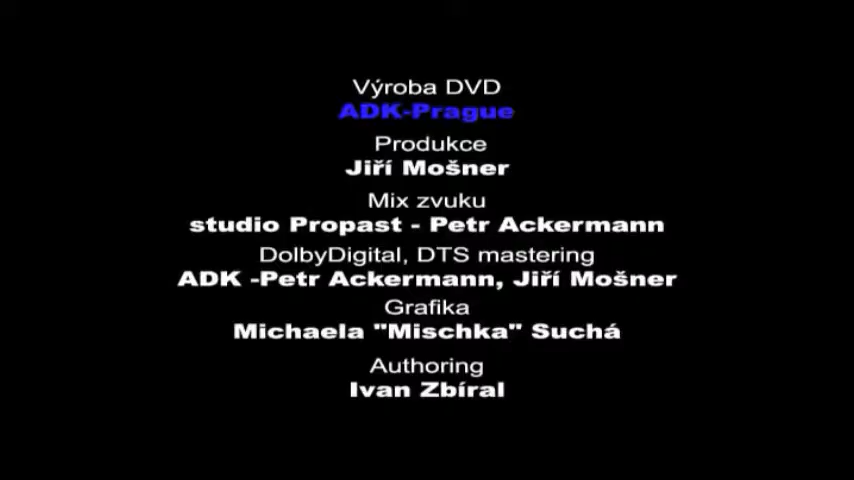 Výroba DVD
ADK-Prague
Produkce
Jiří Mošner
Mix zvuku
studio Propast - Petr Ackermann
DolbyDigital, DTS mastering
ADK -Petr Ackermann, Jiří Mošner
Grafika
Michaela "Mischka" Suchá
Authoring
Ivan Zbíral